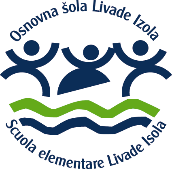 Osnovna šola Livade Izola
Scuola elementare Livade Isola